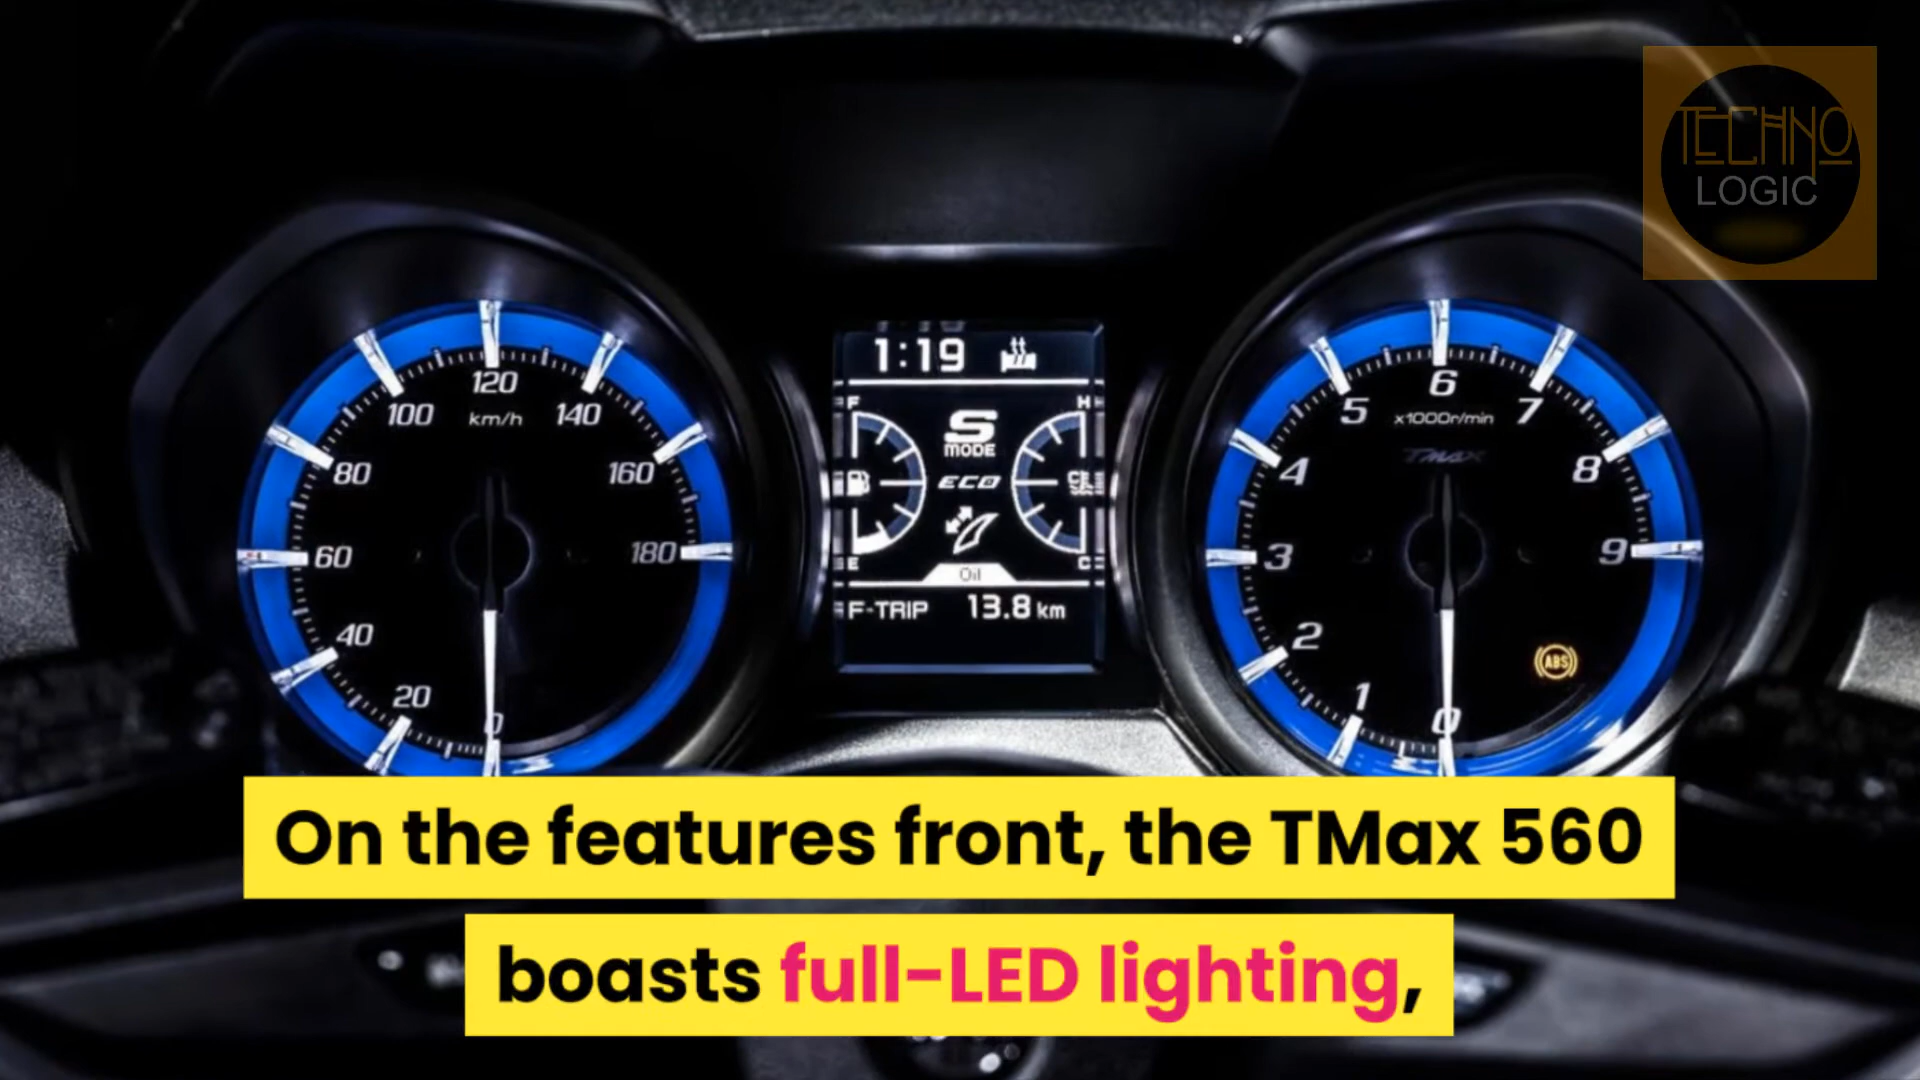 TECHNO
LOGIC
1:19
120
100
km/h
140
80
160
60
180
40
20
0
F
H
S
MODE
ECO
E
C
Oil
F-TRIP 13.8 km
6
5
x1000r/min
7
TMAX
4
8
3
9
2
ABS
1
0
On the features front, the TMax 560
boasts full-LED lighting,